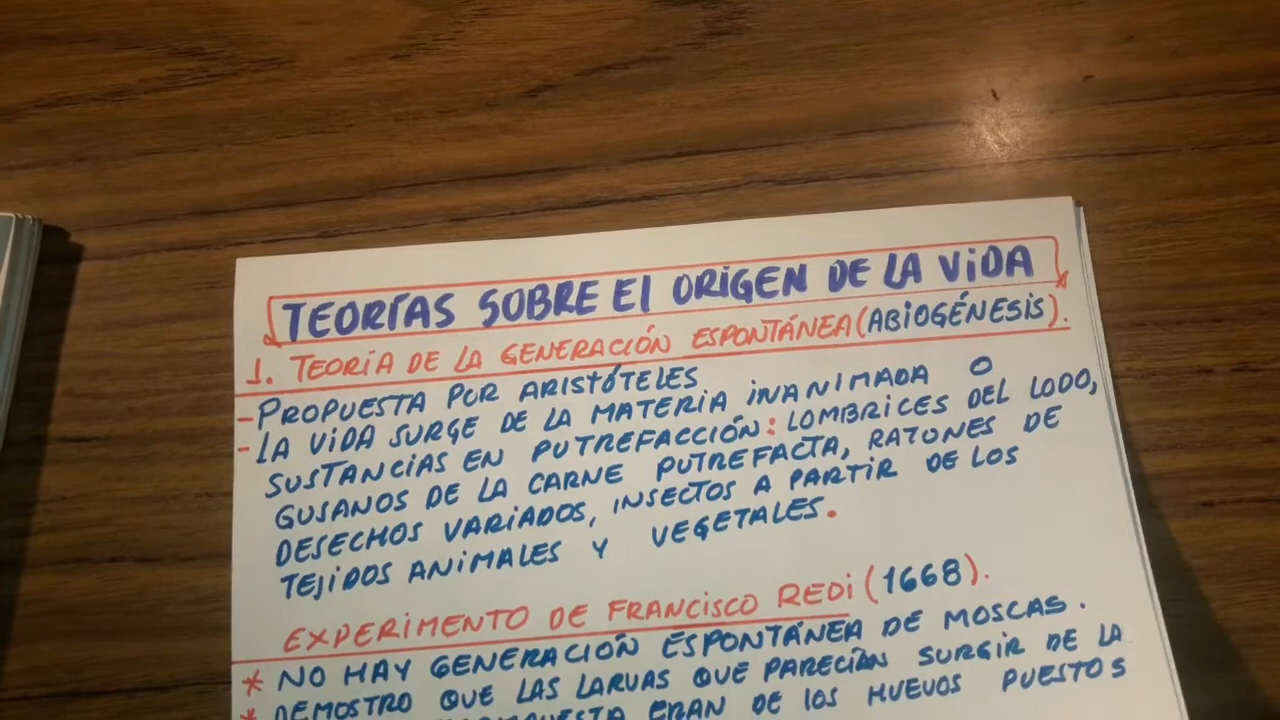 TEORÍAS SOBRE El ORIGEN DE LA ViDA
1. TEORÍA DE LA GENERACIÓN ESPONTÁNEA (ABIOGÉNESIS).
- PROPUESTA POR ARISTÓTELES
- LA VIDA SURGE DE LA MATERIA INANIMADA O
SUSTANCIAS EN PUTREFACCIÓN: LOMBRICES DEL LODO,
GUSANOS DE LA CARNE PUTREFACTA, RATONES DE
DESECHOS VARIADOS, INSECTOS A PARTIR DE LOS
TEJIDOS ANIMALES Y VEGETALES.
EXPERIMENTO DE FRANCISCO REDI (1668).
* NO HAY GENERACIÓN ESPONTÁNEA DE MOSCAS.
* DEMOSTRO QUE LAS LARVAS QUE PARECÍAN SURGIR DE LA
ERAN DE LOS HUEVOS PUESTOS